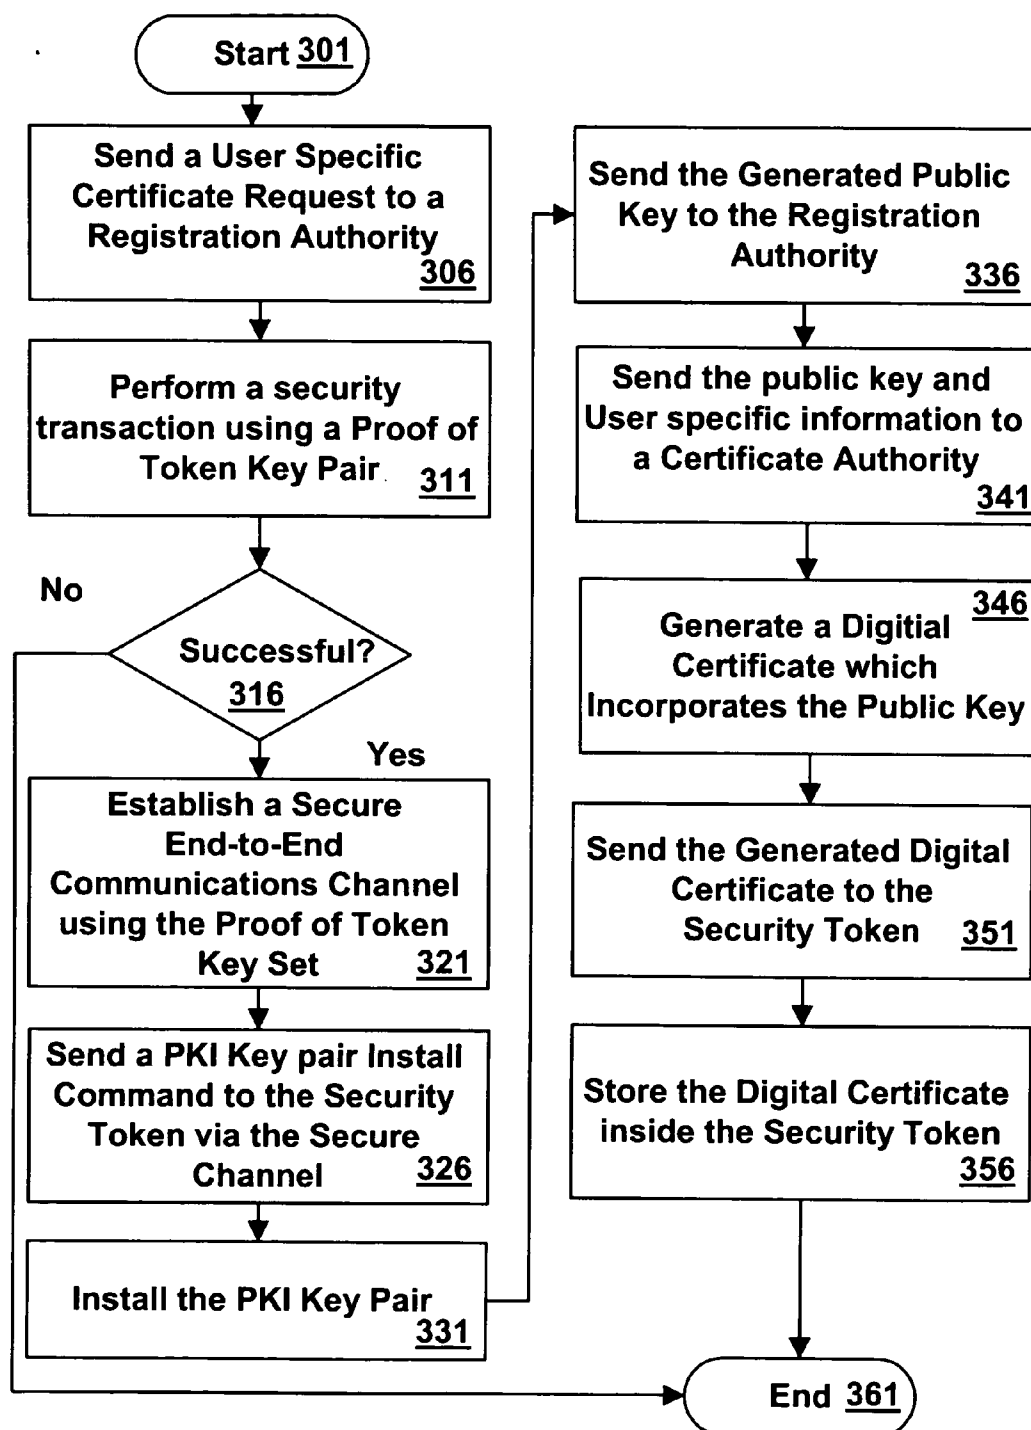 Start 301
Send a User Specific
Certificate Request to a
Registration Authority
306
Perform a security
transaction using a Proof of
Token Key Pair
311
No
Successful?
316
Yes
Establish a Secure
End-to-End
Communications Channel
using the Proof of Token
Key Set 321
Send a PKI Key pair Install
Command to the Security
Token via the Secure
Channel 326
Install the PKI Key Pair
331
Send the Generated Public
Key to the Registration
Authority
336
Send the public key and
User specific information to
a Certificate Authority
341
346
Generate a Digitial
Certificate which
Incorporates the Public Key
Send the Generated Digital
Certificate to the
Security Token 351
Store the Digital Certificate
inside the Security Token
356
End 361